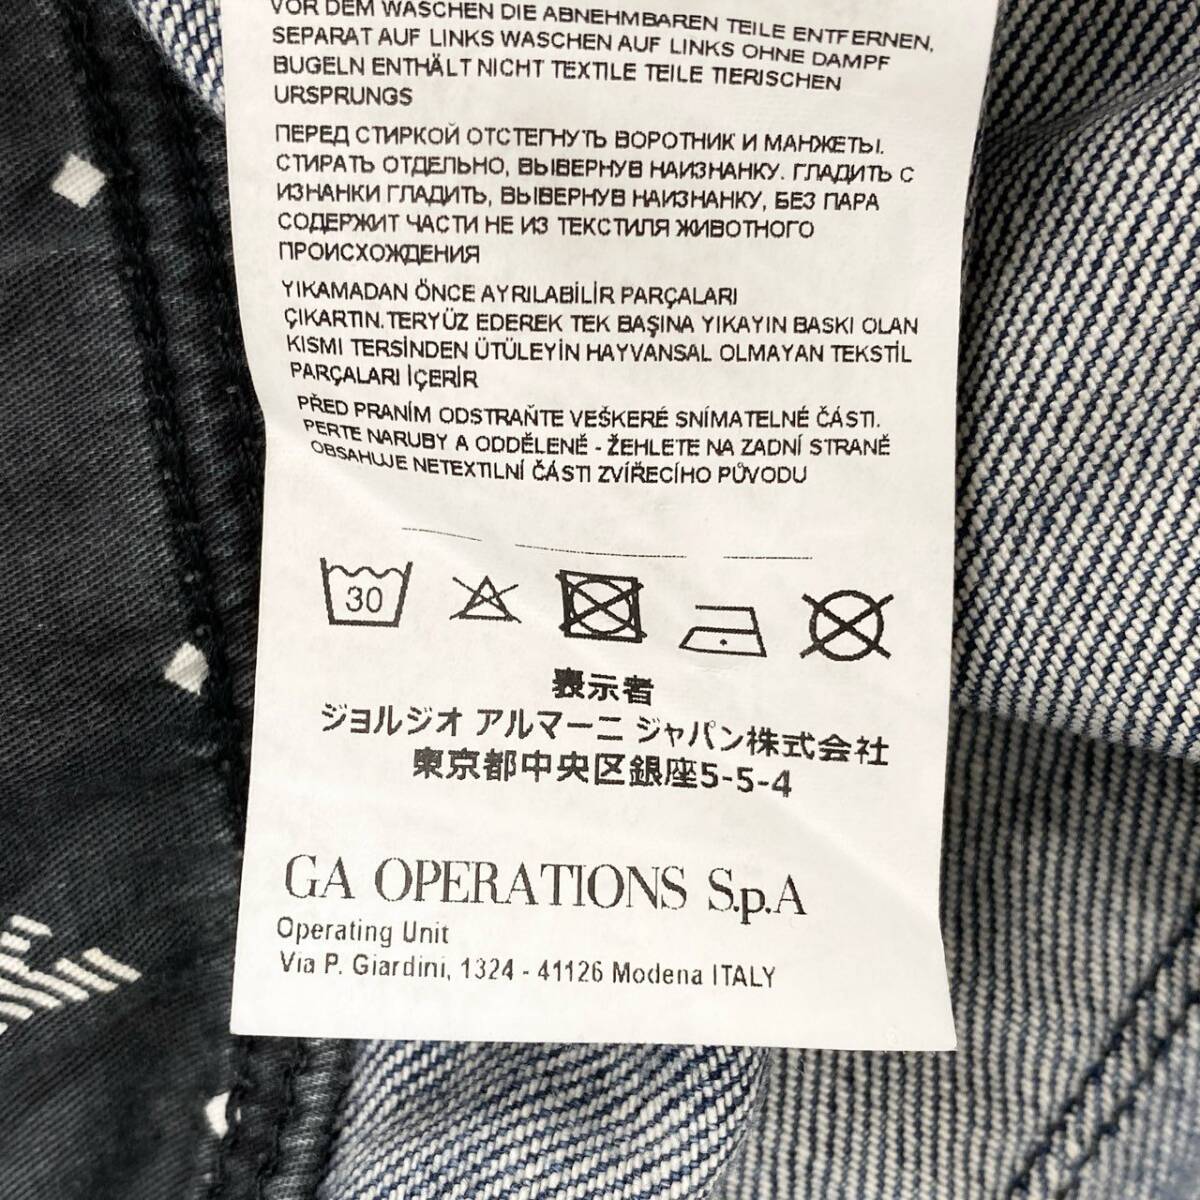 VOR DEM WASCHEN DIE ABNEHMBAREN TEILE ENTFERNEN,
SEPARAT AUF LINKS WASCHEN AUF LINKS OHNE DAMPF
BUGELN ENTHÄLT NICHT TEXTILE TEILE TIERISCHEN
URSPRUNGS
ПЕРЕД СТИРКОЙ ОТСТЕГНУТЬ ВОРОТНИК И МАНЖЕТЫ.
СТИРАТЬ ОТДЕЛЬНО, ВЫВЕРНУВ НАИЗНАНКУ. ГЛАДИТЬ С
ИЗНАНКИ ГЛАДИТЬ, ВЫВЕРНУВ НАИЗНАНКУ, БЕЗ ПАРА
СОДЕРЖИТ ЧАСТИ НЕ ИЗ ТЕКСТИЛЯ ЖИВОТНОГО
ПРОИСХОЖДЕНИЯ
YIKAMADAN ÖNCE AYRILABİLİR PARÇALARI
ÇIKARTIN.TERYÜZ EDEREK TEK BAŞINA YIKAYIN BASKI OLAN
KISMI TERSİNDEN ÜTÜLEYİN HAYVANSAL OLMAYAN TEKSTİL
PARÇALARI İÇERİR
PŘED PRANÍM ODSTRAŇTE VEŠKERÉ SNÍMATELNÉ ČÁSTI.
PERTE NARUBY A ODDĚLENĚ - ŽEHLETE NA ZADNÍ STRANĚ
OBSAHUJE NETEXTILNÍ ČÁSTI ZVÍŘECÍHO PŮVODU
30
表示者
ジョルジオ アルマーニ ジャパン株式会社
東京都中央区銀座5-5-4
GA OPERATIONS S.p.A
Operating Unit
Via P. Giardini, 1324 - 41126 Modena ITALY